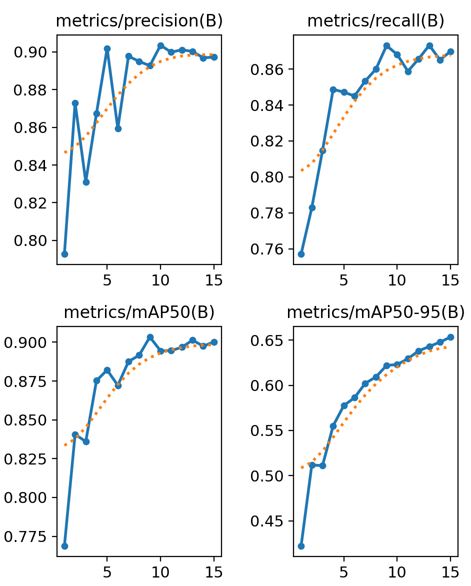 metrics/precision(B)
0.90
0.88
0.86
0.84
0.82
0.80
5 10 15
metrics/recall(B)
0.86
0.84
0.82
0.80
0.78
0.76
5 10 15
metrics/mAP50(B)
0.900
0.875
0.850
0.825
0.800
0.775
5 10 15
metrics/mAP50-95(B)
0.65
0.60
0.55
0.50
0.45
5 10 15